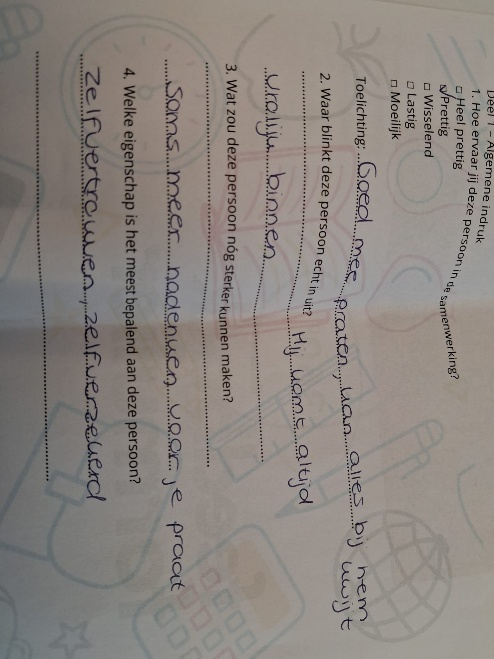 Deel 1 – Algemene indruk
1. Hoe ervaar jij deze persoon in de samenwerking?
□ Heel prettig
☑ Prettig
□ Wisselend
□ Lastig
□ Moeilijk
Toelichting: Goed mee praten, kan alles bij hem
kwijt
2. Waar blinkt deze persoon echt in uit? Hij komt altijd
vrolijk binnen
3. Wat zou deze persoon nóg sterker kunnen maken?
Soms meer nadenken voor je praat
4. Welke eigenschap is het meest bepalend aan deze persoon?
Zelfvertrouwen, zelfverzekerd